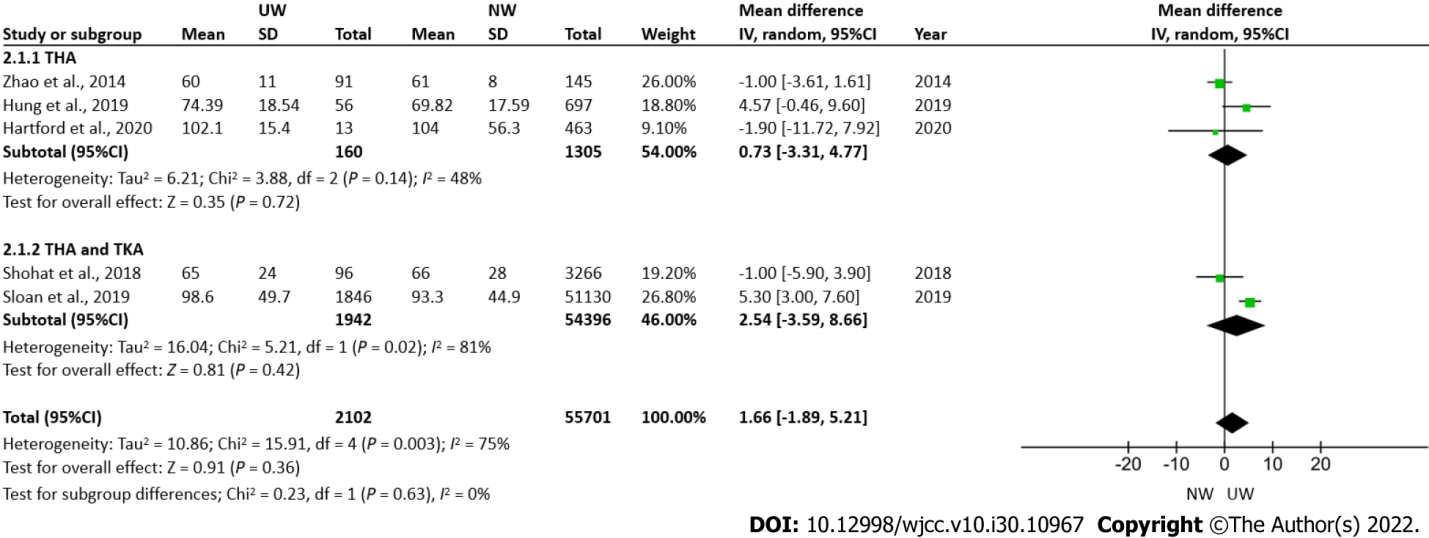 UW NW Mean difference Mean difference
Study or subgroup Mean SD Total Mean SD Total Weight IV, random, 95%CI Year IV, random, 95%CI
2.1.1 THA
Zhao et al., 2014 60 11 91 61 8 145 26.00% -1.00 [-3.61, 1.61] 2014
Hung et al., 2019 74.39 18.54 56 69.82 17.59 697 18.80% 4.57 [-0.46, 9.60] 2019
Hartford et al., 2020 102.1 15.4 13 104 56.3 463 9.10% -1.90 [-11.72, 7.92] 2020
Subtotal (95%CI) 160 1305 54.00% 0.73 [-3.31, 4.77]
Heterogeneity: Tau² = 6.21; Chi² = 3.88, df = 2 (P = 0.14); I² = 48%
Test for overall effect: Z = 0.35 (P = 0.72)
2.1.2 THA and TKA
Shohat et al., 2018 65 24 96 66 28 3266 19.20% -1.00 [-5.90, 3.90] 2018
Sloan et al., 2019 98.6 49.7 1846 93.3 44.9 51130 26.80% 5.30 [3.00, 7.60] 2019
Subtotal (95%CI) 1942 54396 46.00% 2.54 [-3.59, 8.66]
Heterogeneity: Tau² = 16.04; Chi² = 5.21, df = 1 (P = 0.02); I² = 81%
Test for overall effect: Z = 0.81 (P = 0.42)
Total (95%CI) 2102 55701 100.00% 1.66 [-1.89, 5.21]
Heterogeneity: Tau² = 10.86; Chi² = 15.91, df = 4 (P = 0.003); I² = 75%
Test for overall effect: Z = 0.91 (P = 0.36)
Test for subgroup differences; Chi² = 0.23, df = 1 (P = 0.63), I² = 0%
-20 -10 0 10 20
NW UW
DOI: 10.12998/wjcc.v10.i30.10967 Copyright ©The Author(s) 2022.